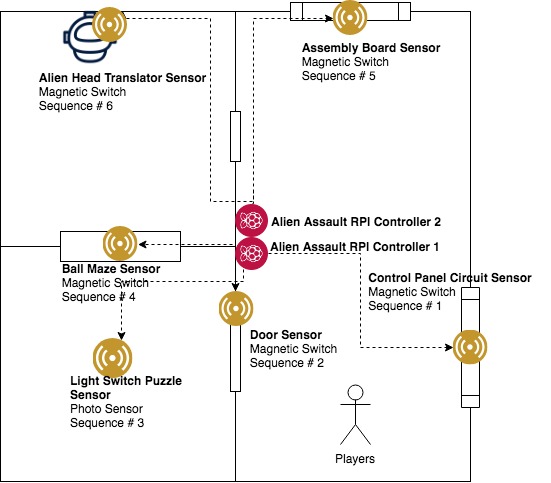 Assembly Board Sensor
Magnetic Switch
Sequence # 5
Alien Head Translator Sensor
Magnetic Switch
Sequence # 6
Alien Assault RPI Controller 2
Alien Assault RPI Controller 1
Ball Maze Sensor
Magnetic Switch
Sequence # 4
Control Panel Circuit Sensor
Magnetic Switch
Sequence # 1
Door Sensor
Magnetic Switch
Sequence # 2
Light Switch Puzzle
Sensor
Photo Sensor
Sequence # 3
Players